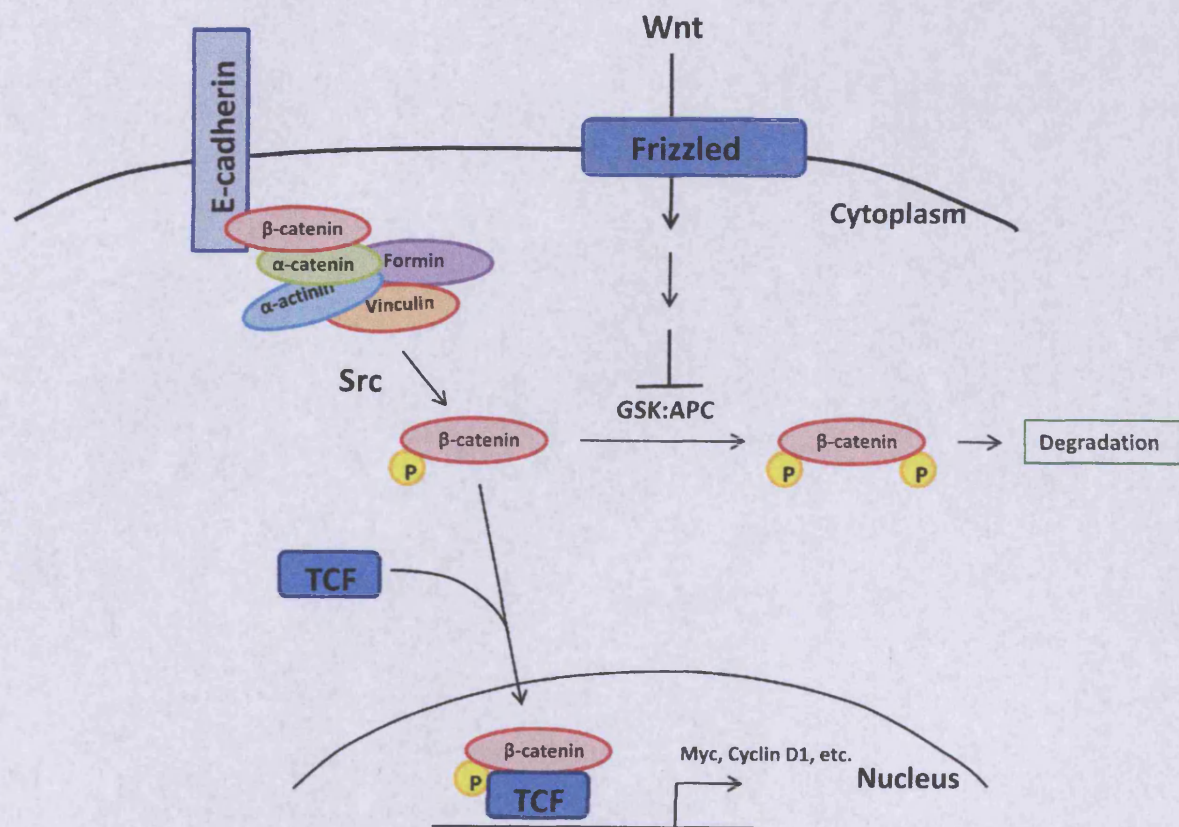 Wnt
E-cadherin
Frizzled
Cytoplasm
β-catenin
α-catenin
Formin
α-actinin
Vinculin
Src
GSK:APC
β-catenin
P
β-catenin
P
P
Degradation
TCF
β-catenin
P
TCF
Myc, Cyclin D1, etc.
Nucleus